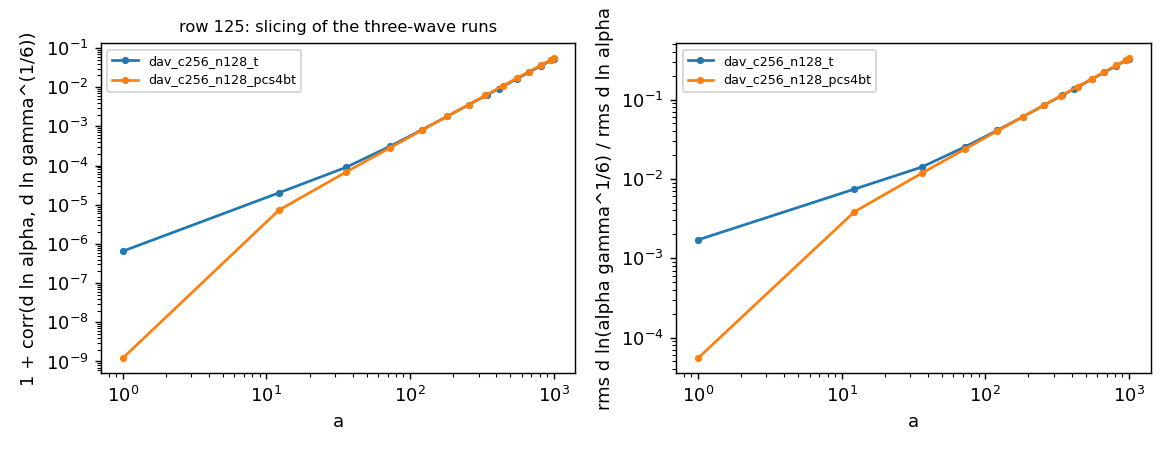 row 125: slicing of the three-wave runs
1 + corr(d ln alpha, d ln gamma^(1/6))
10^{-1}
10^{-2}
10^{-3}
10^{-4}
10^{-5}
10^{-6}
10^{-7}
10^{-8}
10^{-9}
dav_c256_n128_t
dav_c256_n128_pcs4bt
10^{0}
10^{1}
10^{2}
10^{3}
a
rms d ln(alpha gamma^1/6) / rms d ln alpha
10^{-1}
10^{-2}
10^{-3}
10^{-4}
dav_c256_n128_t
dav_c256_n128_pcs4bt
10^{0}
10^{1}
10^{2}
10^{3}
a